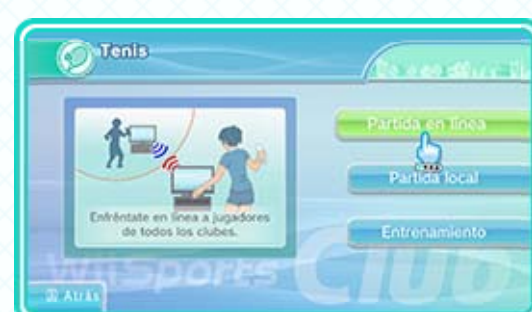 Tenis
Partida en línea
Partida local
Enfréntate en línea a jugadores
de todos los clubes.
Entrenamiento
Wii Sports Club
Atrás